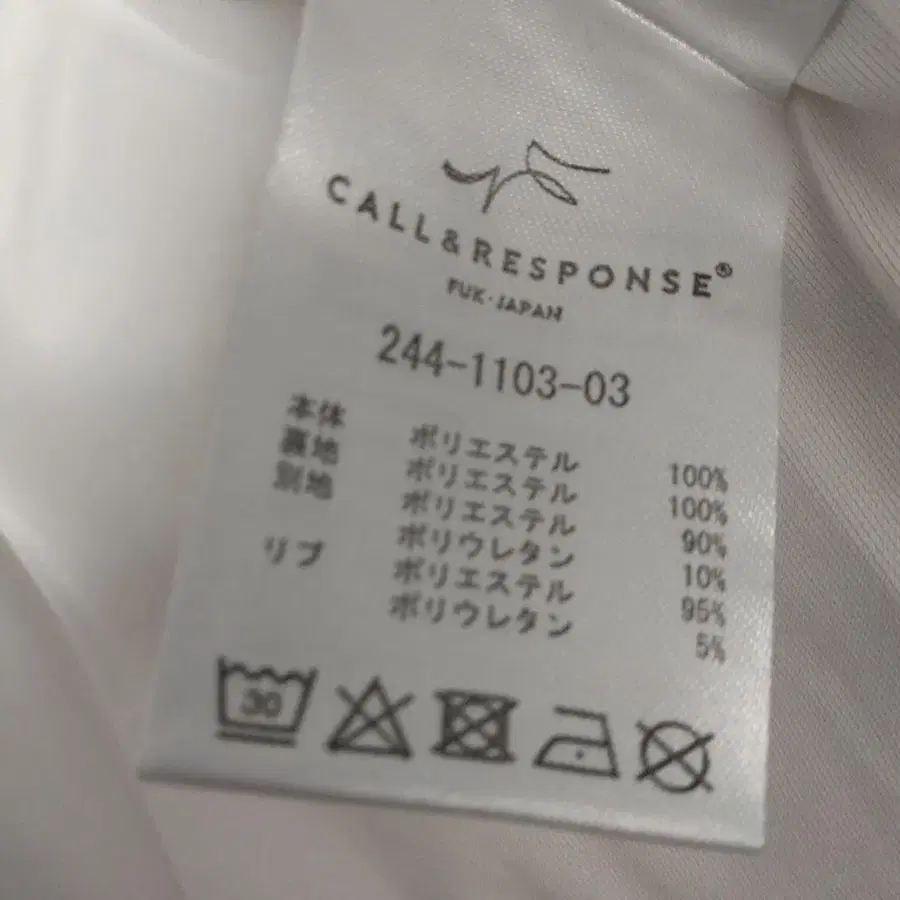 CALL&RESPONSE®
FUK·JAPAN
244-1103-03
本体 ポリエステル 100%
裏地 ポリエステル 100%
別地 ポリエステル 90%
ポリウレタン 10%
リブ ポリエステル 95%
ポリウレタン 5%
30